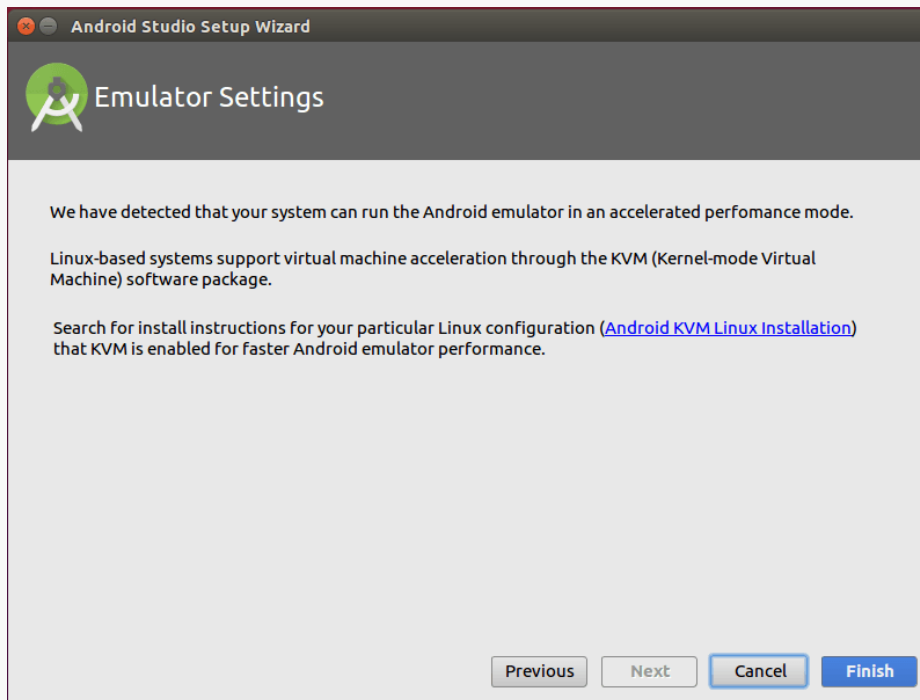 Android Studio Setup Wizard
Emulator Settings
We have detected that your system can run the Android emulator in an accelerated perfomance mode.
Linux-based systems support virtual machine acceleration through the KVM (Kernel-mode Virtual
Machine) software package.
Search for install instructions for your particular Linux configuration (Android KVM Linux Installation)
that KVM is enabled for faster Android emulator performance.
Previous Next Cancel Finish